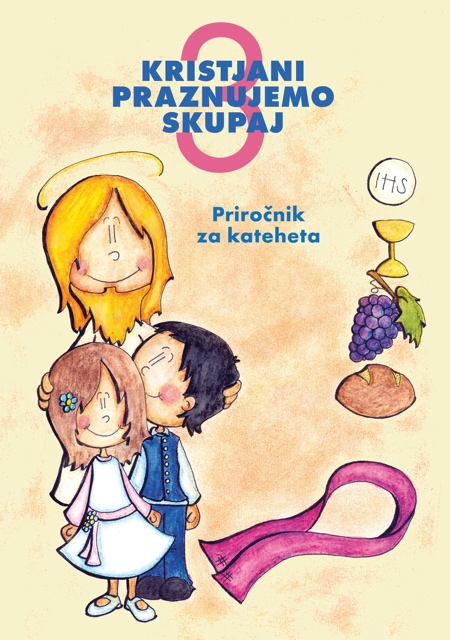 3
KRISTJANI
PRAZNUJEMO
SKUPAJ
Priročnik
za kateheta
IHS